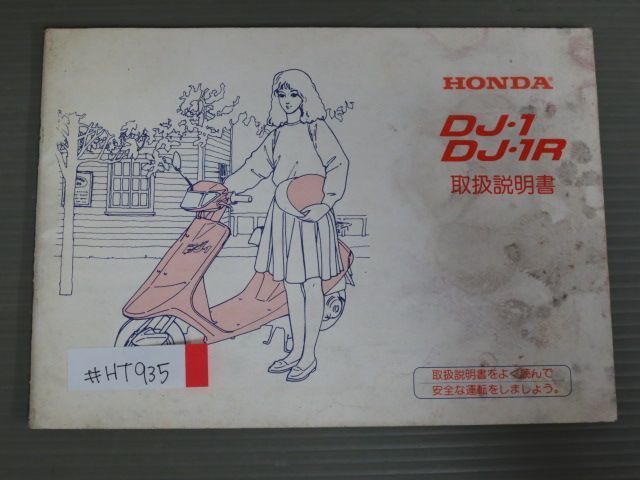 HONDA
DJ・1
DJ・1R
取扱説明書
#HT935
取扱説明書をよく読んで
安全な運転をしましょう。